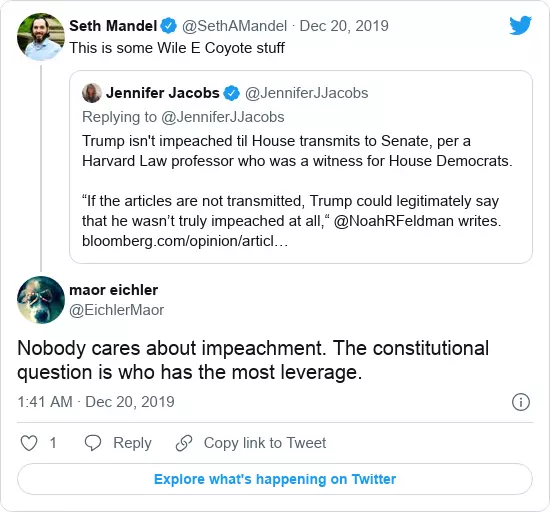 Seth Mandel @SethAMandel · Dec 20, 2019
This is some Wile E Coyote stuff
Jennifer Jacobs @JenniferJJacobs
Replying to @JenniferJJacobs
Trump isn't impeached til House transmits to Senate, per a
Harvard Law professor who was a witness for House Democrats.
“If the articles are not transmitted, Trump could legitimately say
that he wasn’t truly impeached at all,“ @NoahRFeldman writes.
bloomberg.com/opinion/articl…
maor eichler
@EichlerMaor
Nobody cares about impeachment. The constitutional
question is who has the most leverage.
1:41 AM · Dec 20, 2019
1 Reply Copy link to Tweet
Explore what's happening on Twitter